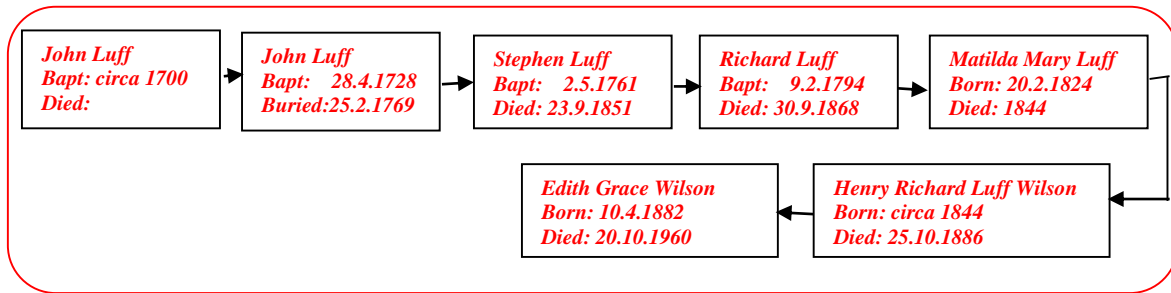 John Luff
Bapt: circa 1700
Died:
John Luff
Bapt: 28.4.1728
Buried:25.2.1769
Stephen Luff
Bapt: 2.5.1761
Died: 23.9.1851
Richard Luff
Bapt: 9.2.1794
Died: 30.9.1868
Matilda Mary Luff
Born: 20.2.1824
Died: 1844
Henry Richard Luff Wilson
Born: circa 1844
Died: 25.10.1886
Edith Grace Wilson
Born: 10.4.1882
Died: 20.10.1960